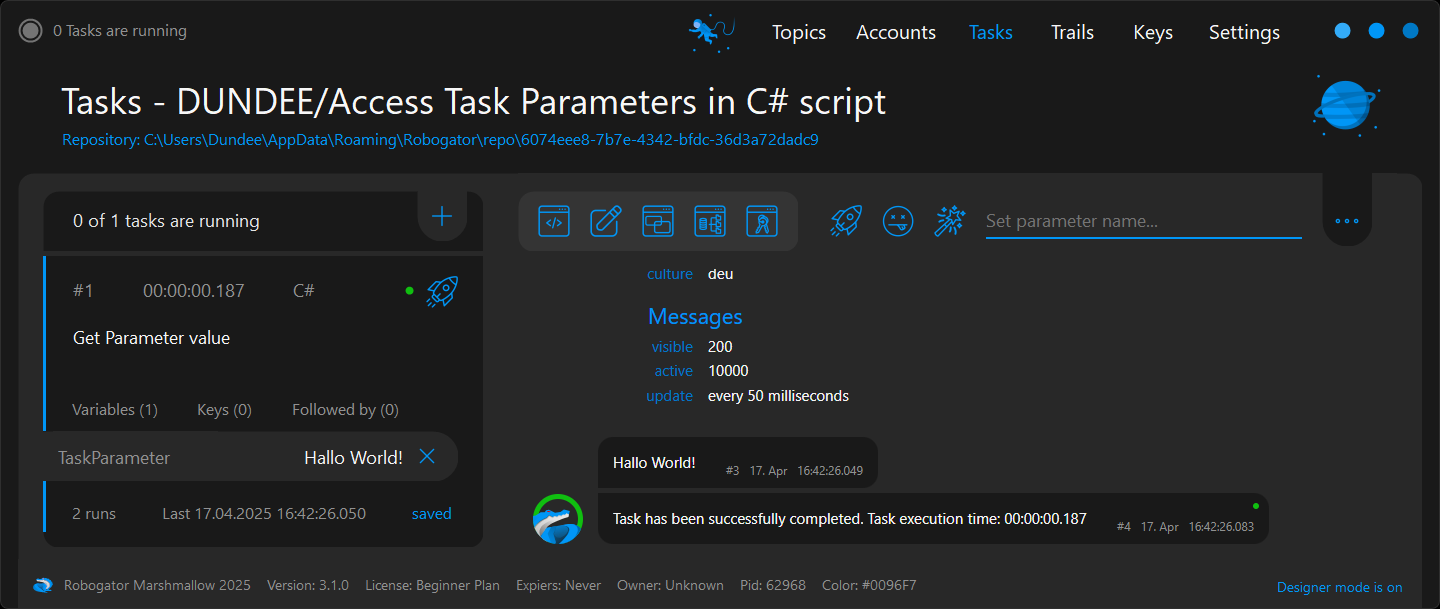 0 Tasks are running
Topics Accounts Tasks Trails Keys Settings
Tasks - DUNDEE/Access Task Parameters in C# script
Repository: C:\Users\Dundee\AppData\Roaming\Robogator\repo\6074eee8-7b7e-4342-bfdc-36d3a72dadc9
0 of 1 tasks are running
#1 00:00:00.187 C#
Get Parameter value
Variables (1) Keys (0) Followed by (0)
TaskParameter Hallo World!
2 runs Last 17.04.2025 16:42:26.050 saved
Set parameter name...
culture deu
Messages
visible 200
active 10000
update every 50 milliseconds
Hallo World! #3 17. Apr 16:42:26.049
Task has been successfully completed. Task execution time: 00:00:00.187 #4 17. Apr 16:42:26.083
Robogator Marshmallow 2025 Version: 3.1.0 License: Beginner Plan Expiers: Never Owner: Unknown Pid: 62968 Color: #0096F7
Designer mode is on